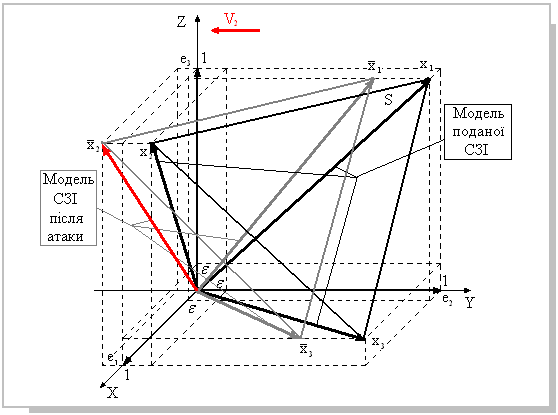 Z
V₂
e₃
1
x̅₁
x₁
S
Модель
поданої
СЗІ
x̅₂
x
Модель
СЗІ
після
атаки
ε
ε
ε
1
e₂
Y
x̅₃
x₃
e₁
1
X